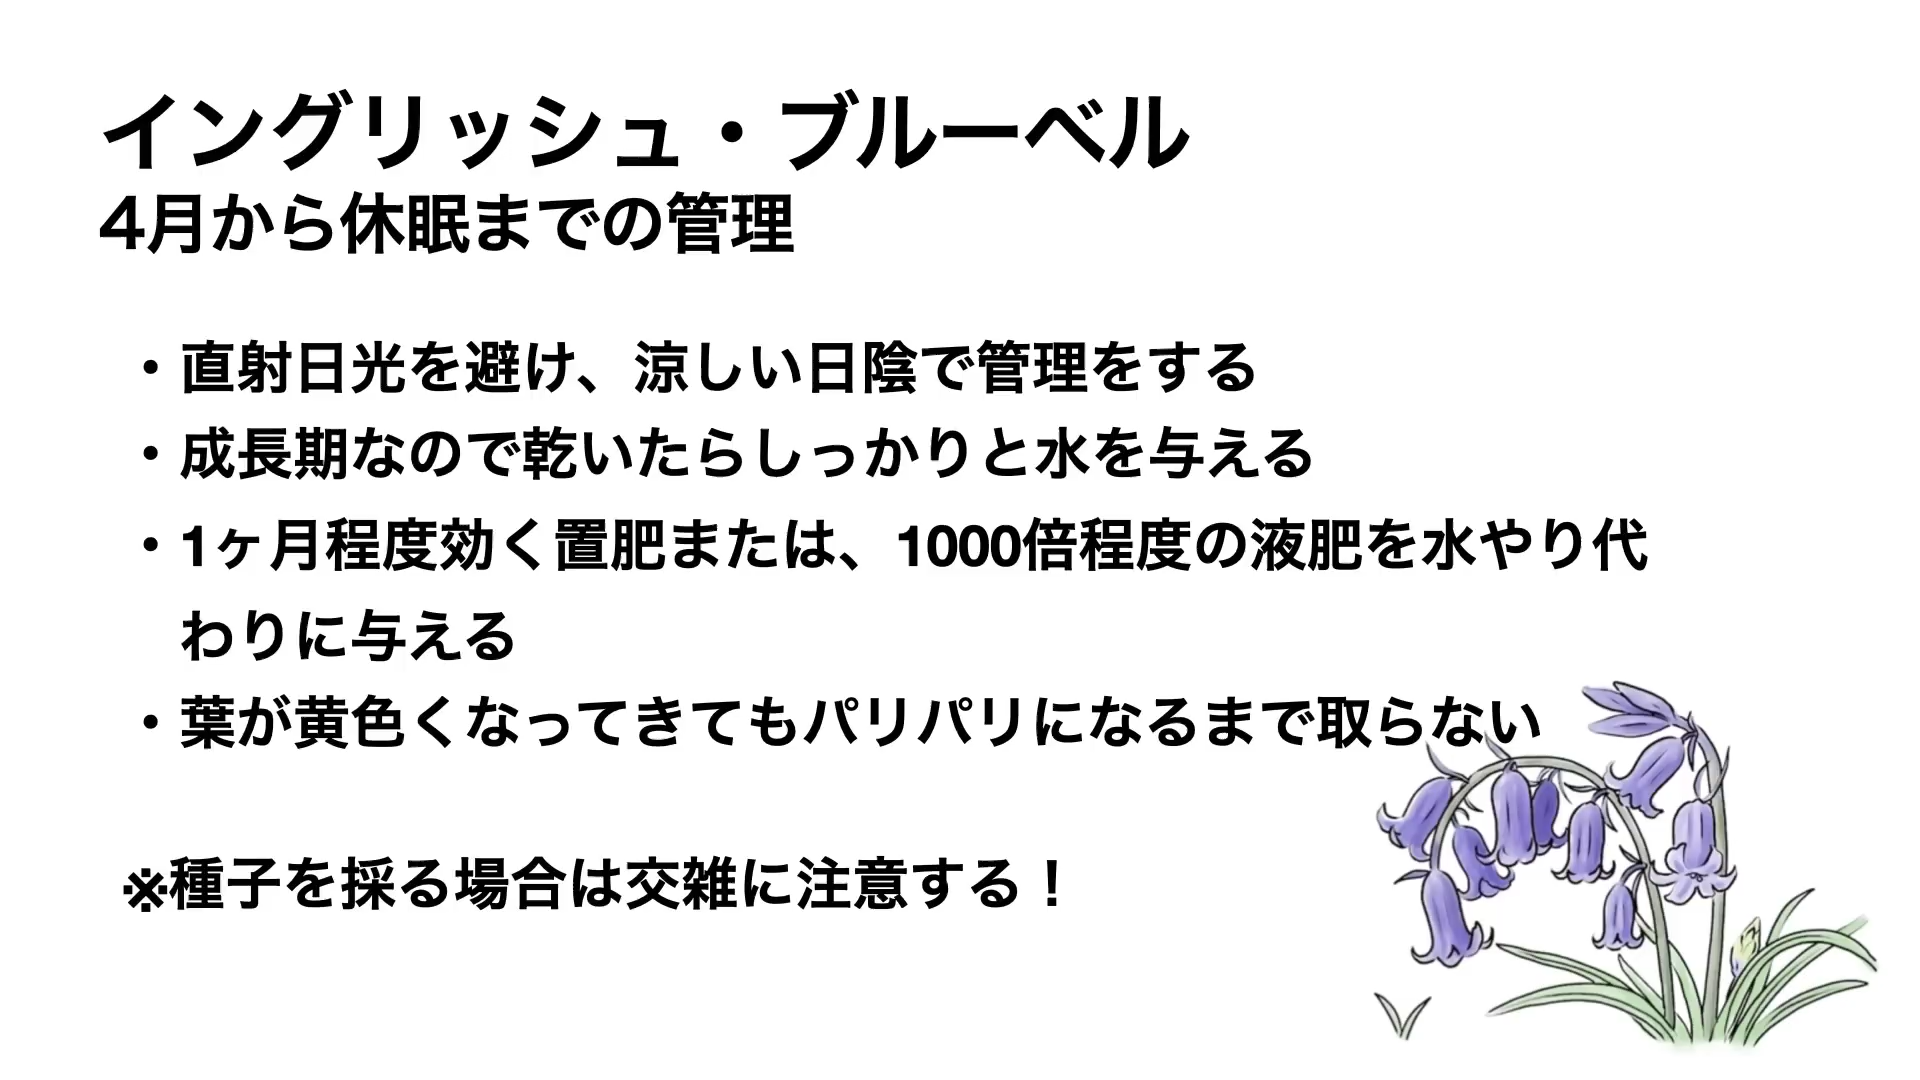 イングリッシュ・ブルーベル
4月から休眠までの管理
・直射日光を避け、涼しい日陰で管理をする
・成長期なので乾いたらしっかりと水を与える
・1ヶ月程度効く置肥または、1000倍程度の液肥を水やり代
わりに与える
・葉が黄色くなってきてもパリパリになるまで取らない
※種子を採る場合は交雑に注意する！